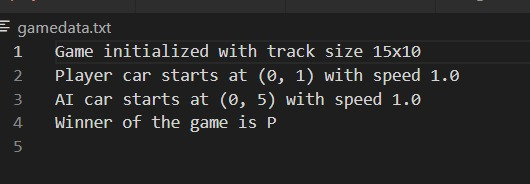 gamedata.txt
1 Game initialized with track size 15x10
2 Player car starts at (0, 1) with speed 1.0
3 AI car starts at (0, 5) with speed 1.0
4 Winner of the game is P
5